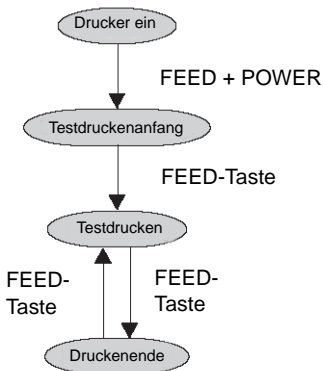 Drucker ein
FEED + POWER
Testdruckenanfang
FEED-Taste
Testdrucken
FEED-
Taste
FEED-
Taste
Druckenende